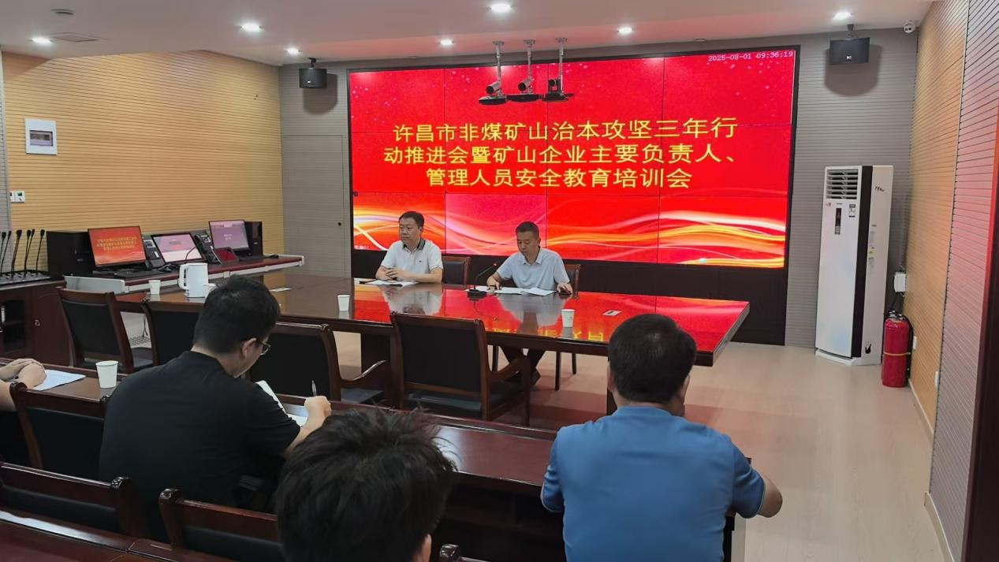 2025-08-01 09:36:19
许昌市非煤矿山治本攻坚三年行
动推进会暨矿山企业主要负责人、
管理人员安全教育培训会